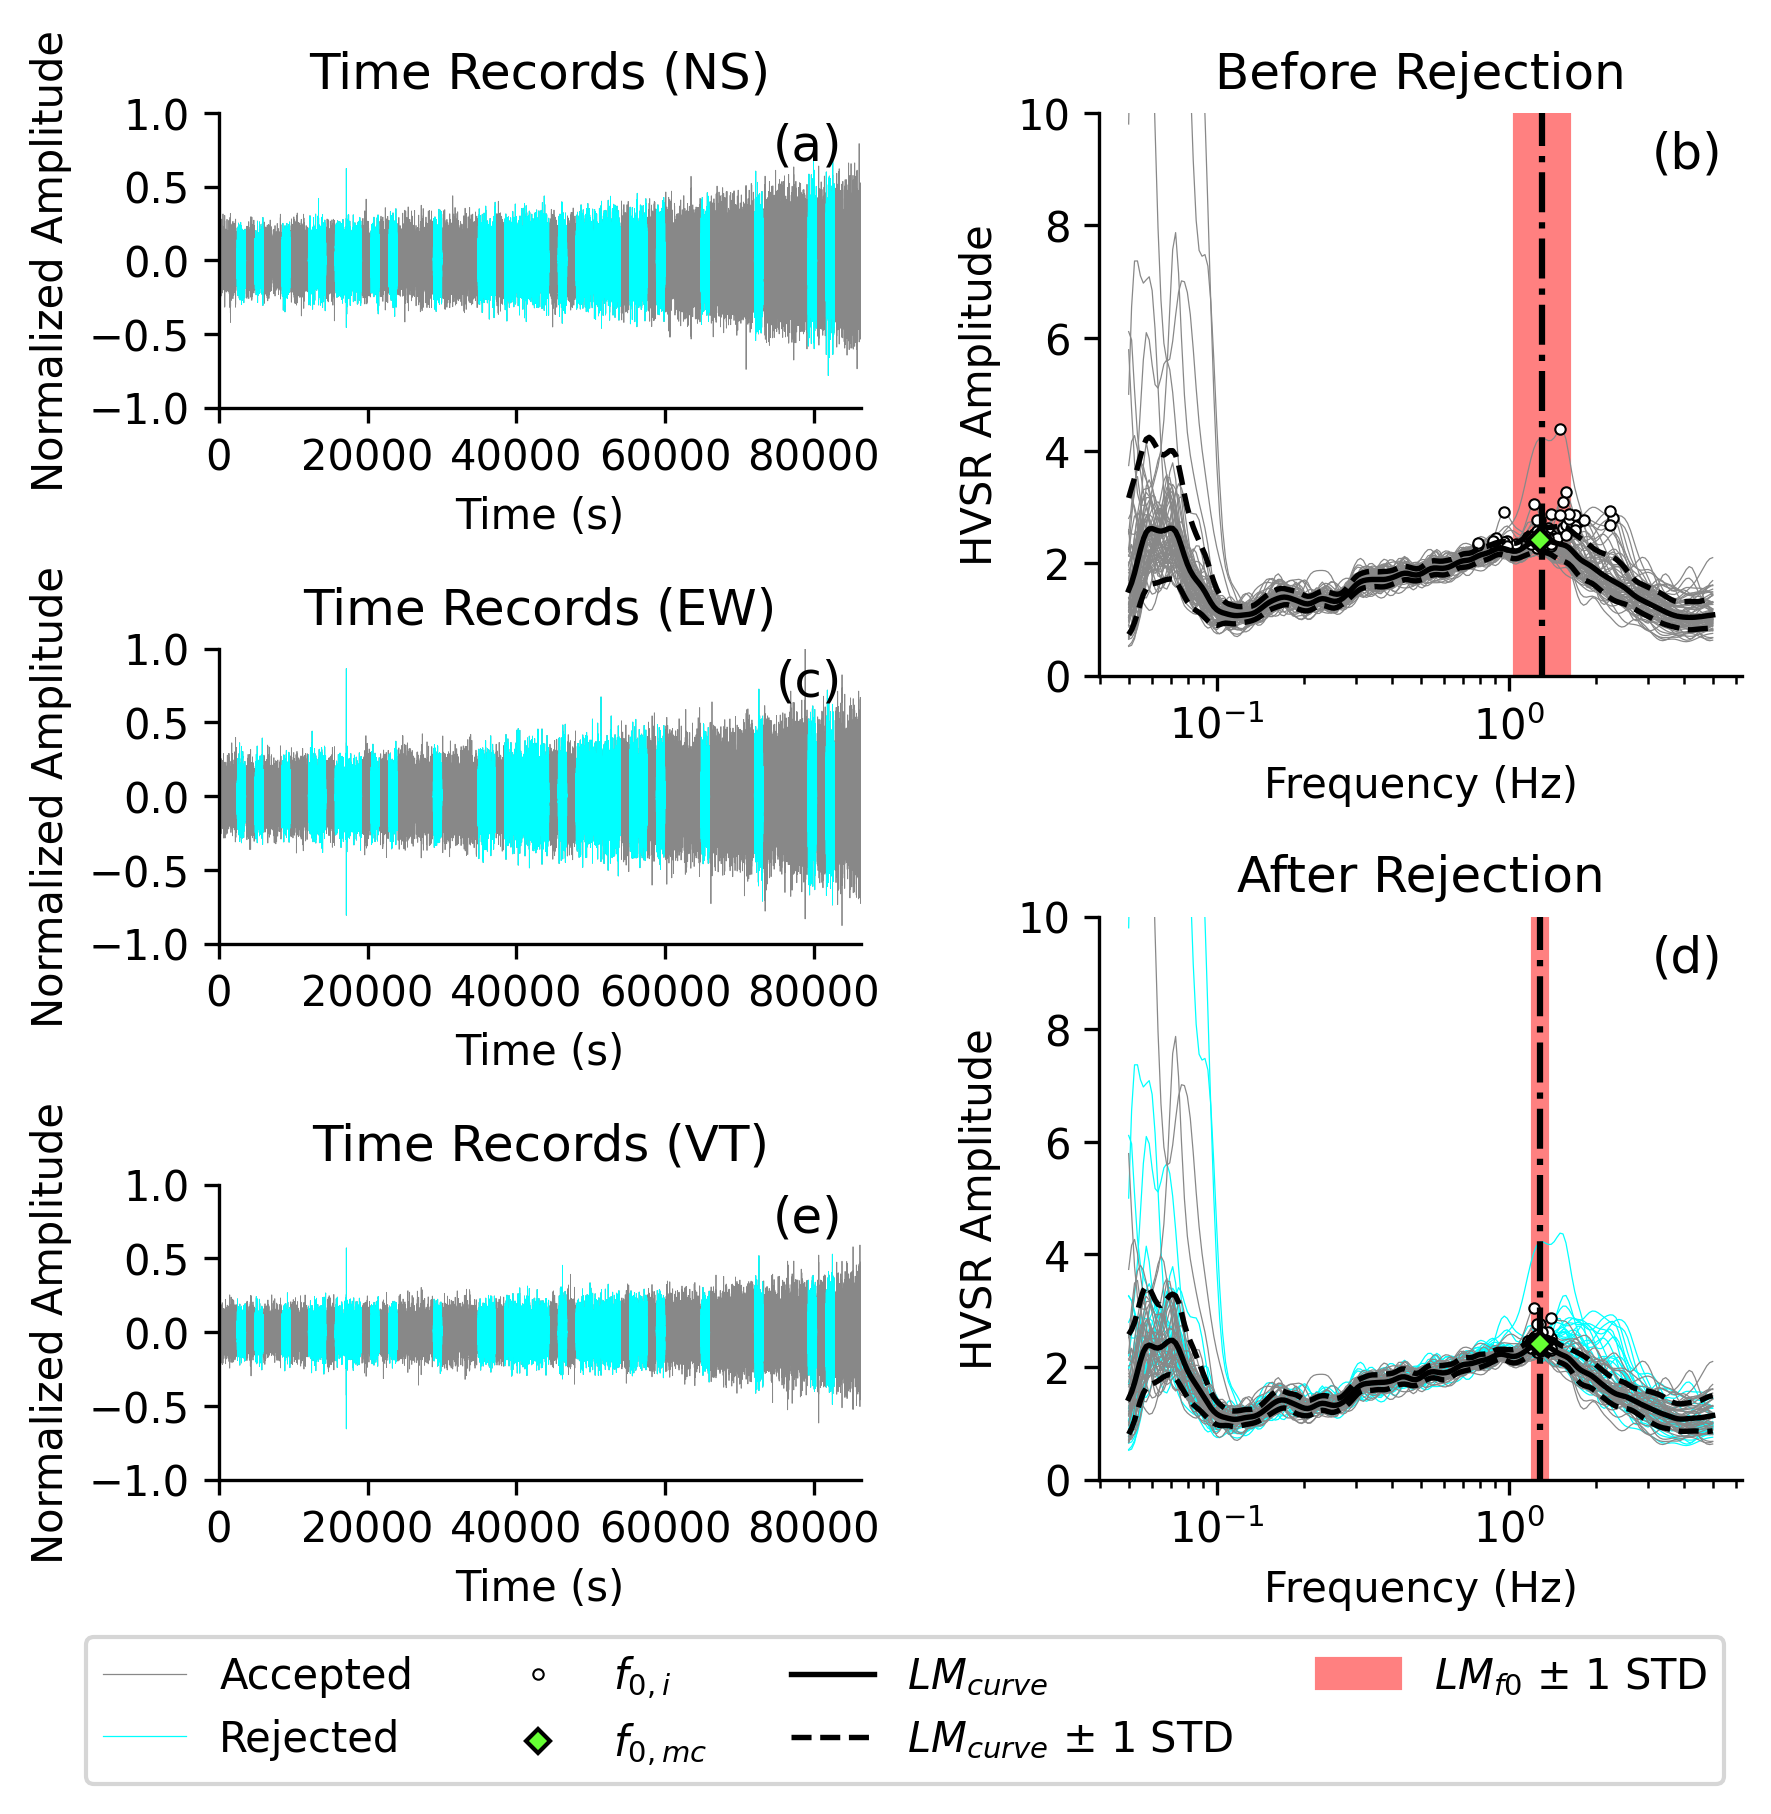 Time Records (NS)
Normalized Amplitude
1.0
0.5
0.0
−0.5
−1.0
(a)
0 20000 40000 60000 80000
Time (s)
Before Rejection
HVSR Amplitude
10
8
6
4
2
0
(b)
10⁻¹ 10⁰
Frequency (Hz)
Time Records (EW)
Normalized Amplitude
1.0
0.5
0.0
−0.5
−1.0
(c)
0 20000 40000 60000 80000
Time (s)
After Rejection
HVSR Amplitude
10
8
6
4
2
0
(d)
10⁻¹ 10⁰
Frequency (Hz)
Time Records (VT)
Normalized Amplitude
1.0
0.5
0.0
−0.5
−1.0
(e)
0 20000 40000 60000 80000
Time (s)
Accepted
Rejected
f0,i
f0,mc
LMcurve
LMcurve ± 1 STD
LMf0 ± 1 STD